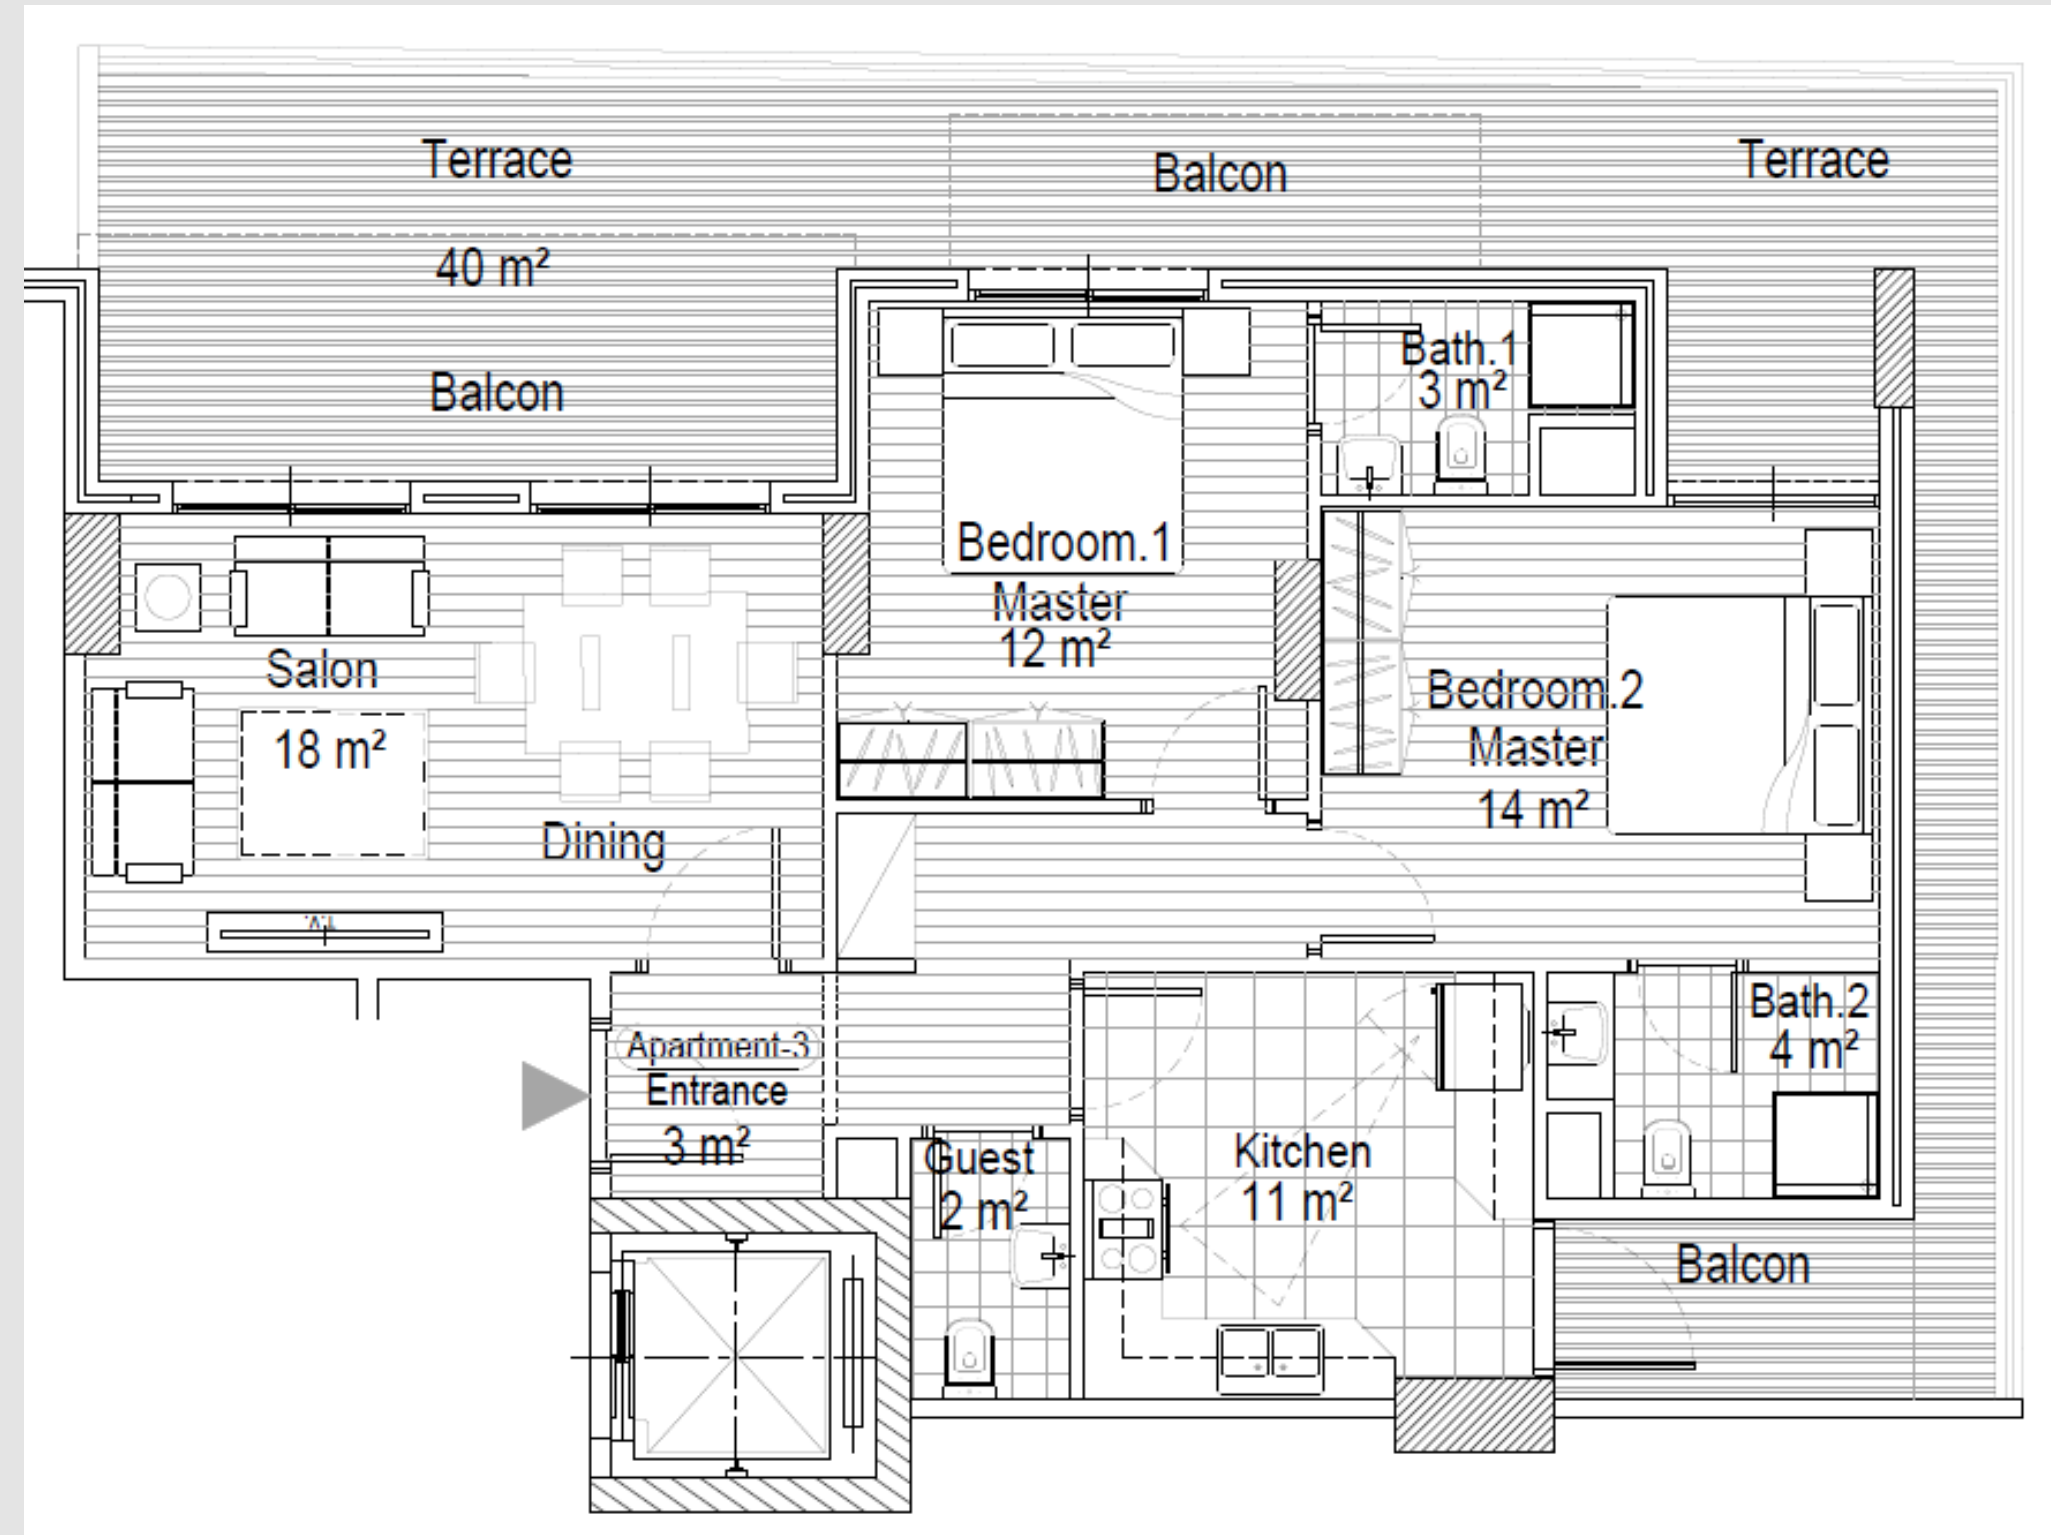 Terrace
Balcon
Terrace
40 m²
Balcon
Bath.1
3 m²
Bedroom.1
Master
12 m²
Salon
18 m²
Dining
Bedroom.2
Master
14 m²
T.V.
Apartment-3
Entrance
3 m²
Bath.2
4 m²
Guest
2 m²
Kitchen
11 m²
Balcon